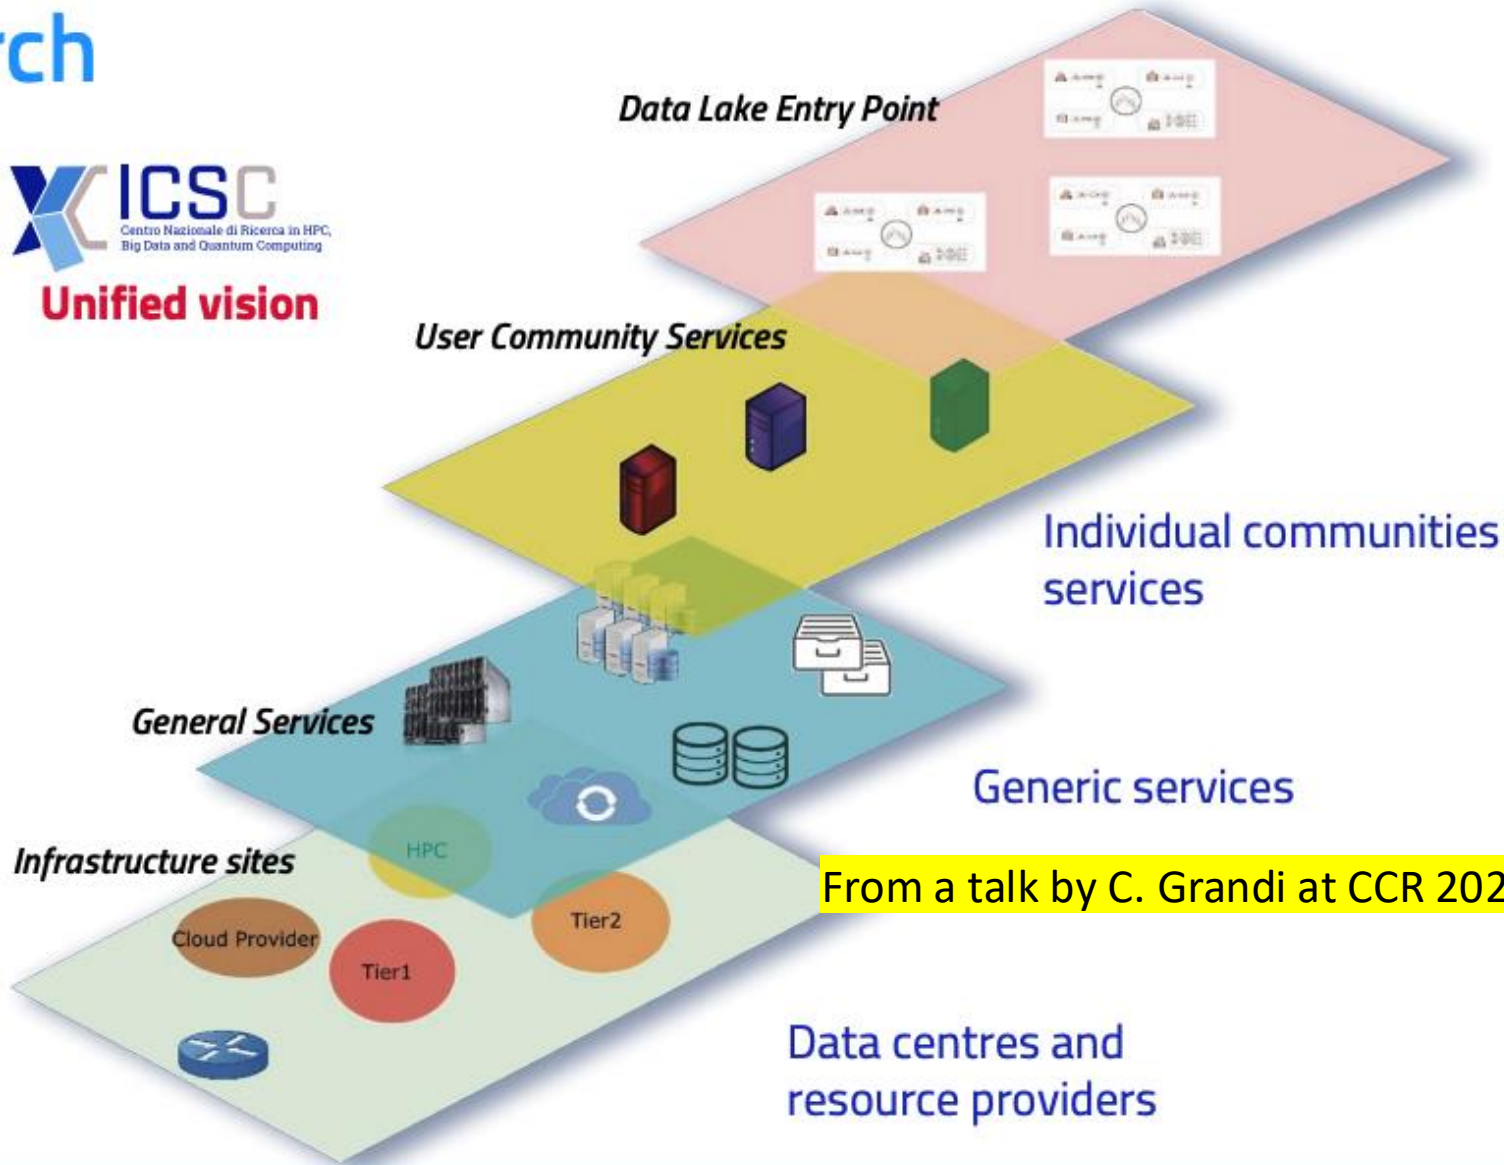 rch
Data Lake Entry Point
ICSC
Centro Nazionale di Ricerca in HPC,
Big Data and Quantum Computing
Unified vision
User Community Services
Individual communities
services
General Services
Generic services
Infrastructure sites
HPC
From a talk by C. Grandi at CCR 202
Cloud Provider
Tier2
Tier1
Data centres and
resource providers